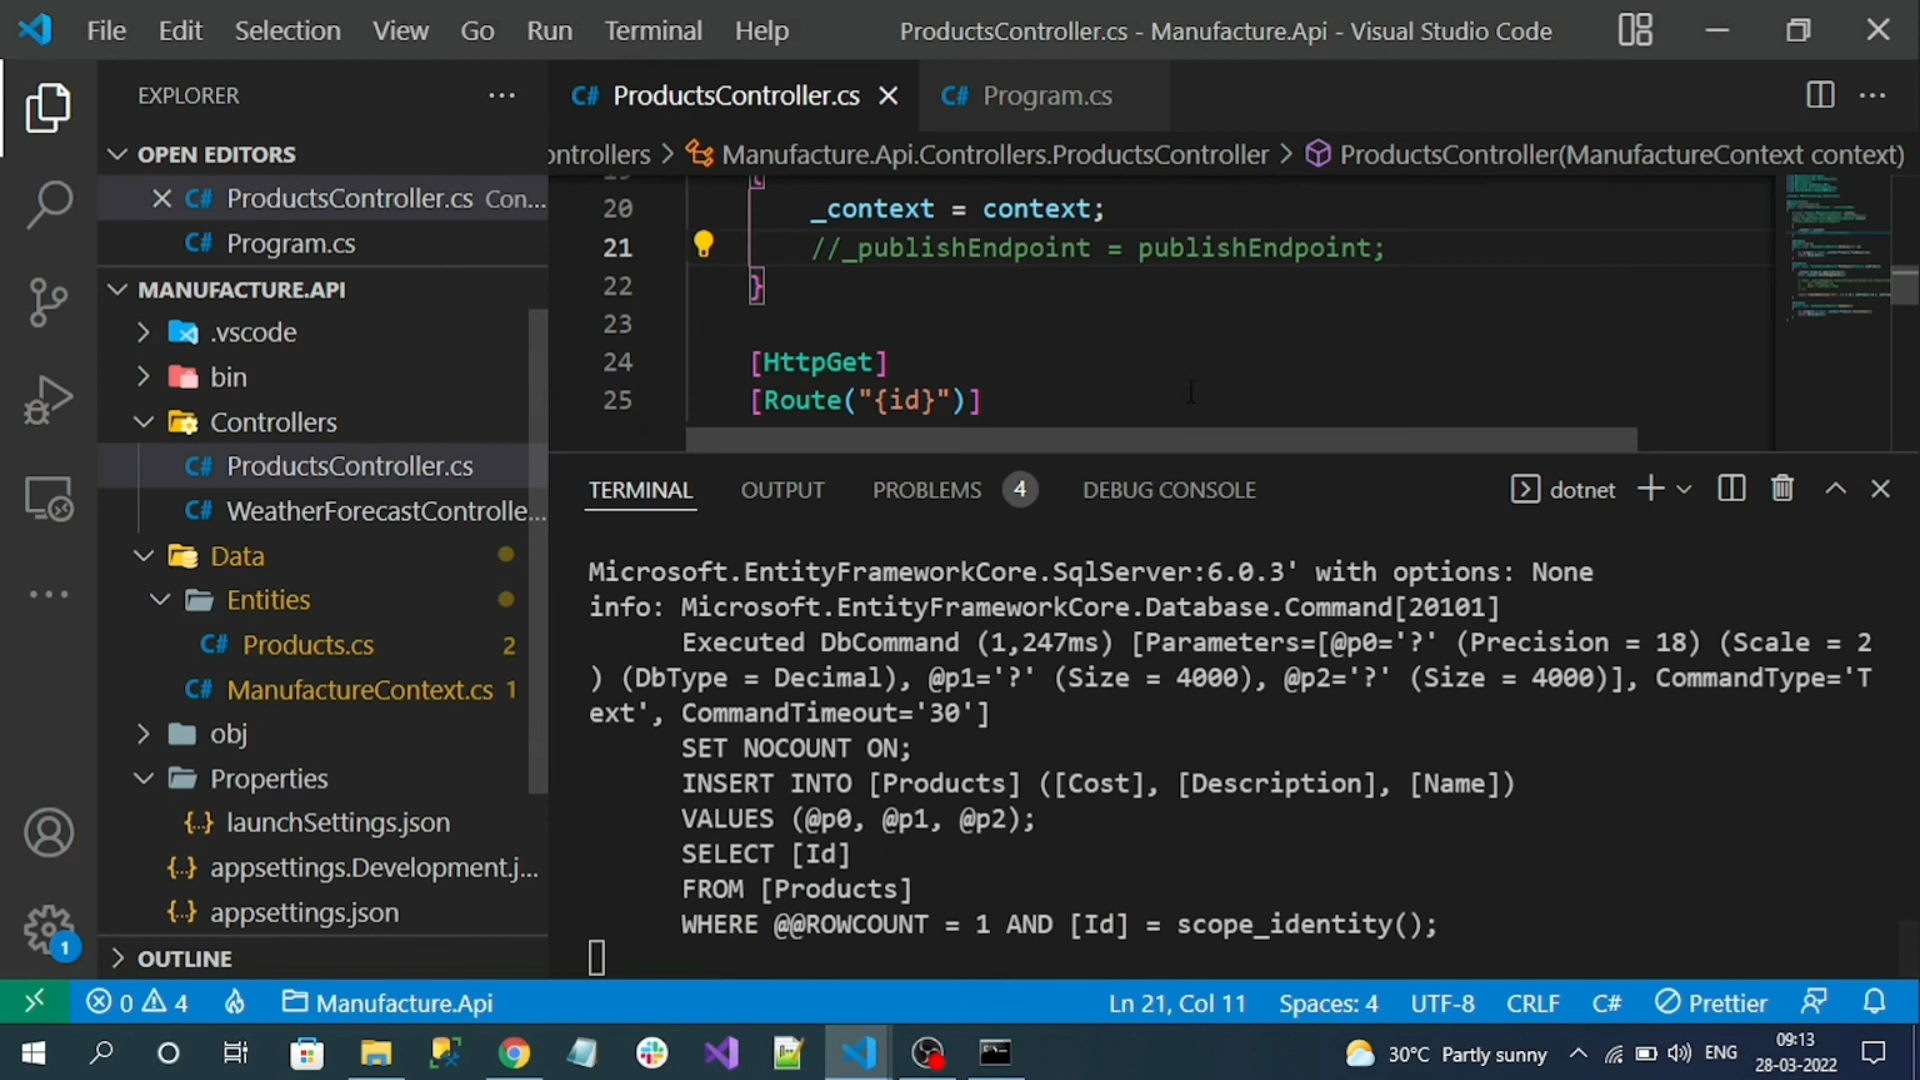 File Edit Selection View Go Run Terminal Help ProductsController.cs - Manufacture.Api - Visual Studio Code
EXPLORER
OPEN EDITORS
ProductsController.cs Con...
Program.cs
MANUFACTURE.API
.vscode
bin
Controllers
ProductsController.cs
WeatherForecastControlle...
Data
Entities
Products.cs 2
ManufactureContext.cs 1
obj
Properties
launchSettings.json
appsettings.Development.j...
appsettings.json
OUTLINE
1
ProductsController.cs Program.cs
ontrollers > Manufacture.Api.Controllers.ProductsController > ProductsController(ManufactureContext context)
19 {
20 _context = context;
21 //_publishEndpoint = publishEndpoint;
22 }
23
24 [HttpGet]
25 [Route("{id}")]
TERMINAL OUTPUT PROBLEMS 4 DEBUG CONSOLE dotnet
Microsoft.EntityFrameworkCore.SqlServer:6.0.3' with options: None
info: Microsoft.EntityFrameworkCore.Database.Command[20101]
Executed DbCommand (1,247ms) [Parameters=[@p0='?' (Precision = 18) (Scale = 2
) (DbType = Decimal), @p1='?' (Size = 4000), @p2='?' (Size = 4000)], CommandType='T
ext', CommandTimeout='30']
SET NOCOUNT ON;
INSERT INTO [Products] ([Cost], [Description], [Name])
VALUES (@p0, @p1, @p2);
SELECT [Id]
FROM [Products]
WHERE @@ROWCOUNT = 1 AND [Id] = scope_identity();
0 4 Manufacture.Api Ln 21, Col 11 Spaces: 4 UTF-8 CRLF C# Prettier
30°C Partly sunny ENG 09:13
28-03-2022